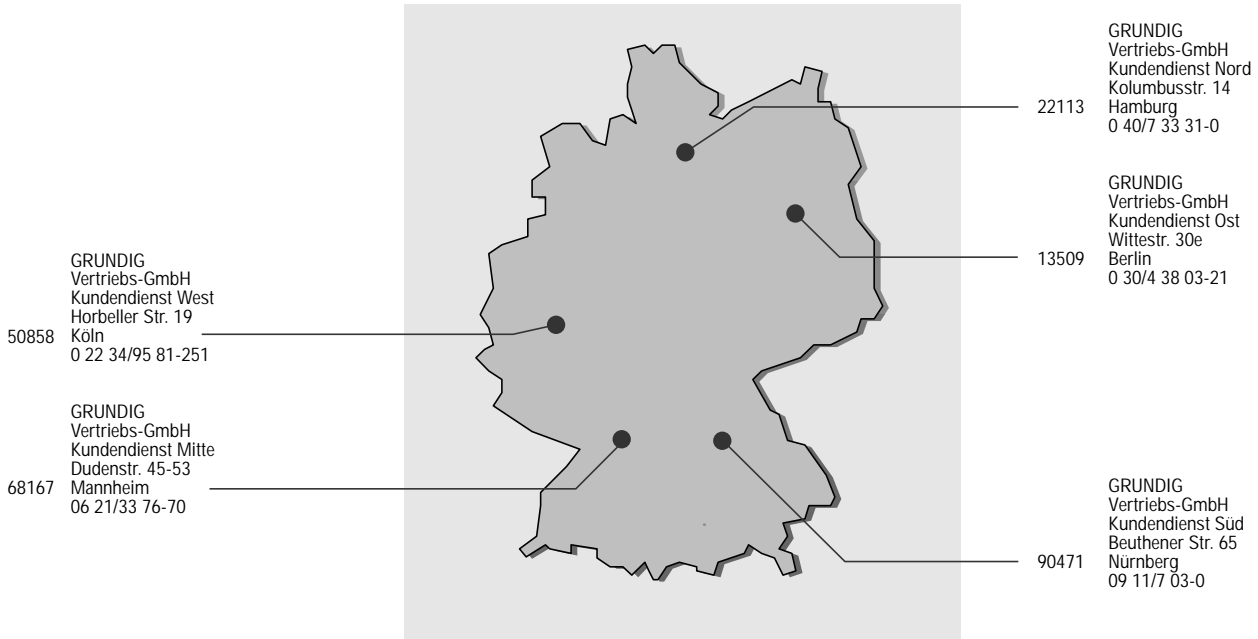 GRUNDIG
Vertriebs-GmbH
Kundendienst West
Horbeller Str. 19
50858 Köln
0 22 34/95 81-251
GRUNDIG
Vertriebs-GmbH
Kundendienst Mitte
Dudenstr. 45-53
68167 Mannheim
06 21/33 76-70
GRUNDIG
Vertriebs-GmbH
Kundendienst Nord
Kolumbusstr. 14
22113 Hamburg
0 40/7 33 31-0
GRUNDIG
Vertriebs-GmbH
Kundendienst Ost
Wittestr. 30e
13509 Berlin
0 30/4 38 03-21
GRUNDIG
Vertriebs-GmbH
Kundendienst Süd
Beuthener Str. 65
90471 Nürnberg
09 11/7 03-0